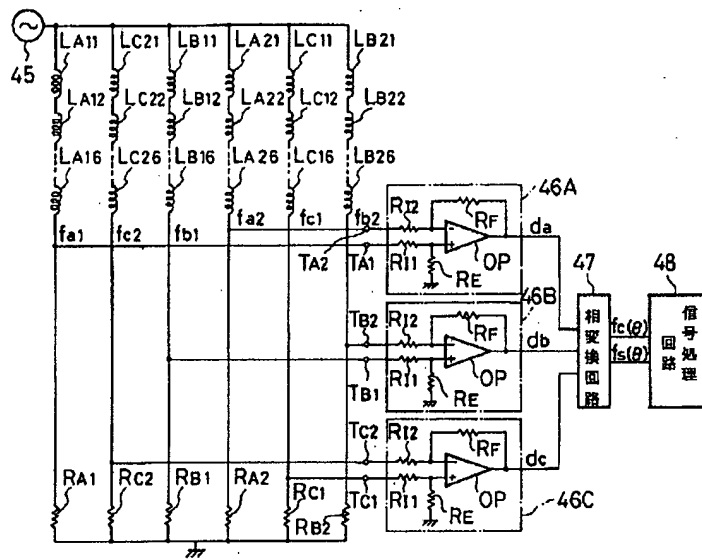 45
LA11 LC21 LB11 LA21 LC11 LB21
LA12 LC22 LB12 LA22 LC12 LB22
LA16 LC26 LB16 LA26 LC16 LB26
fa1 fc2 fb1 fa2 fc1 fb2
TA2 TA1
RI2 RF 46A
RI1 OP da
RE
46B
TB2 RI2 RF
TB1 RI1 OP db
RE
TC2 RI2 RF
TC1 RI1 OP dc
RE 46C
47
相変換回路
fc(θ)
fs(θ)
48
信号処理
回路
RA1 RC2 RB1 RA2 RC1 RB2